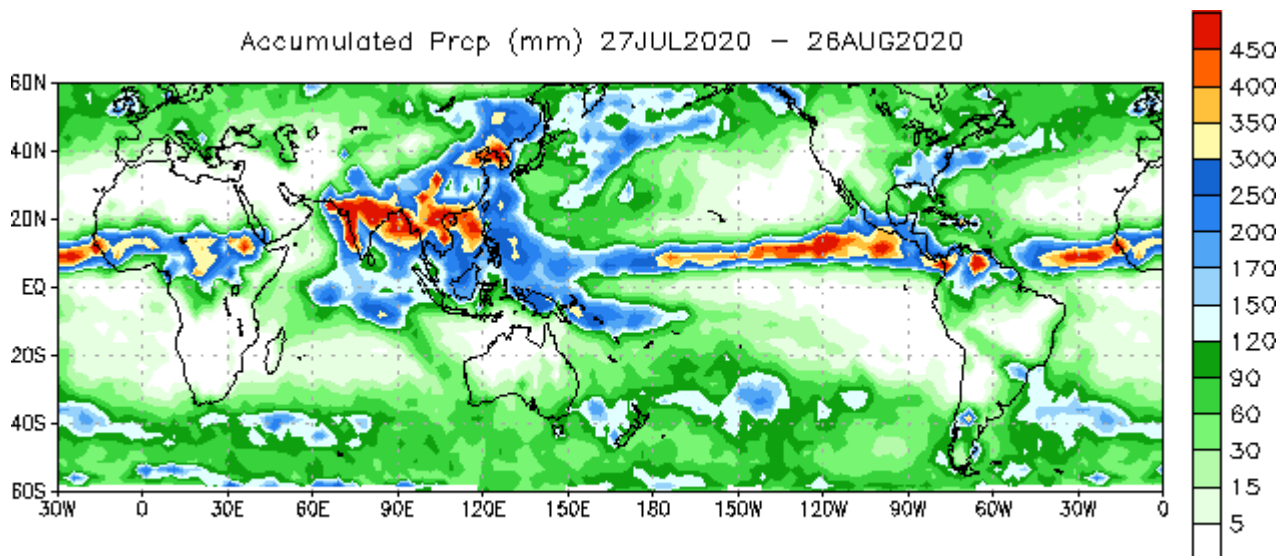 Accumulated Prcp (mm) 27JUL2020 – 26AUG2020
60N
40N
20N
EQ
20S
40S
60S
30W 0 30E 60E 90E 120E 150E 180 150W 120W 90W 60W 30W 0
450
400
350
300
250
200
170
150
120
90
60
30
15
5